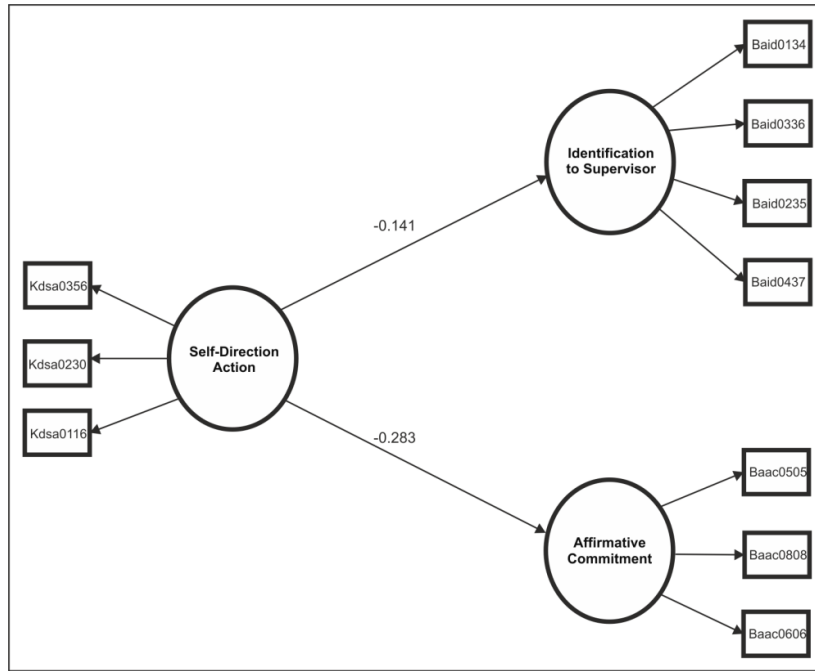 Baid0134
Baid0336
Identification
to Supervisor
Baid0235
-0.141
Baid0437
Kdsa0356
Self-Direction
Action
Kdsa0230
Kdsa0116
-0.283
Baac0505
Affirmative
Commitment
Baac0808
Baac0606